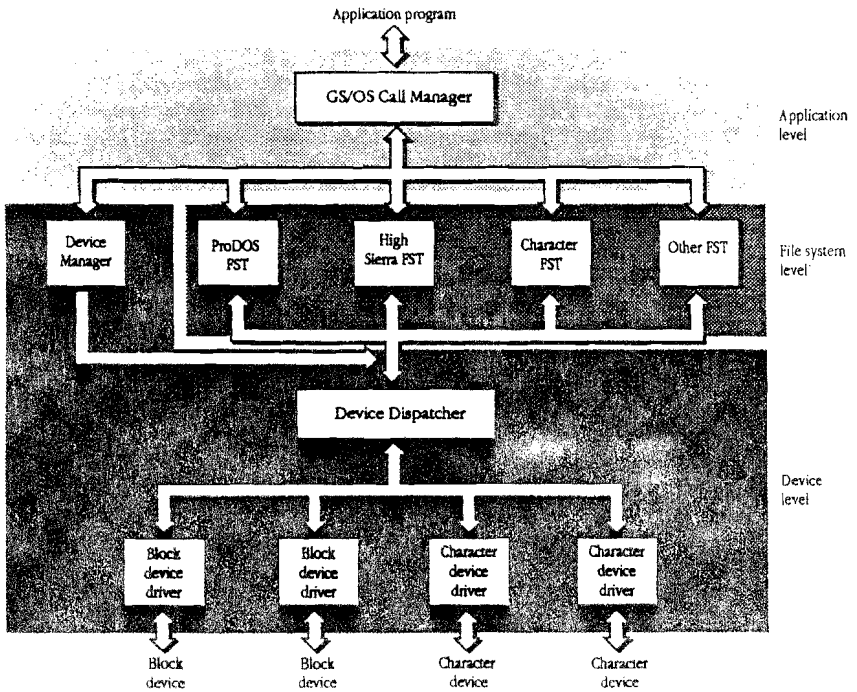 Application program
GS/OS Call Manager
Application
level
Device
Manager
ProDOS
FST
High
Sierra FST
Character
FST
Other FST
File system
level
Device Dispatcher
Device
level
Block
device
driver
Block
device
driver
Character
device
driver
Character
device
driver
Block
device
Block
device
Character
device
Character
device